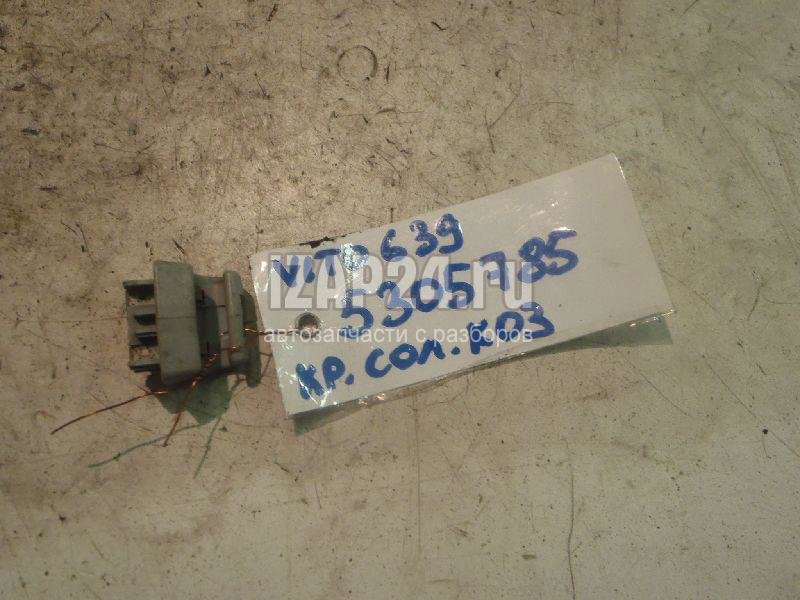 VITO 639
IZAP24.ru
5305785
автозапчасти с разборов
кр. сол. коз